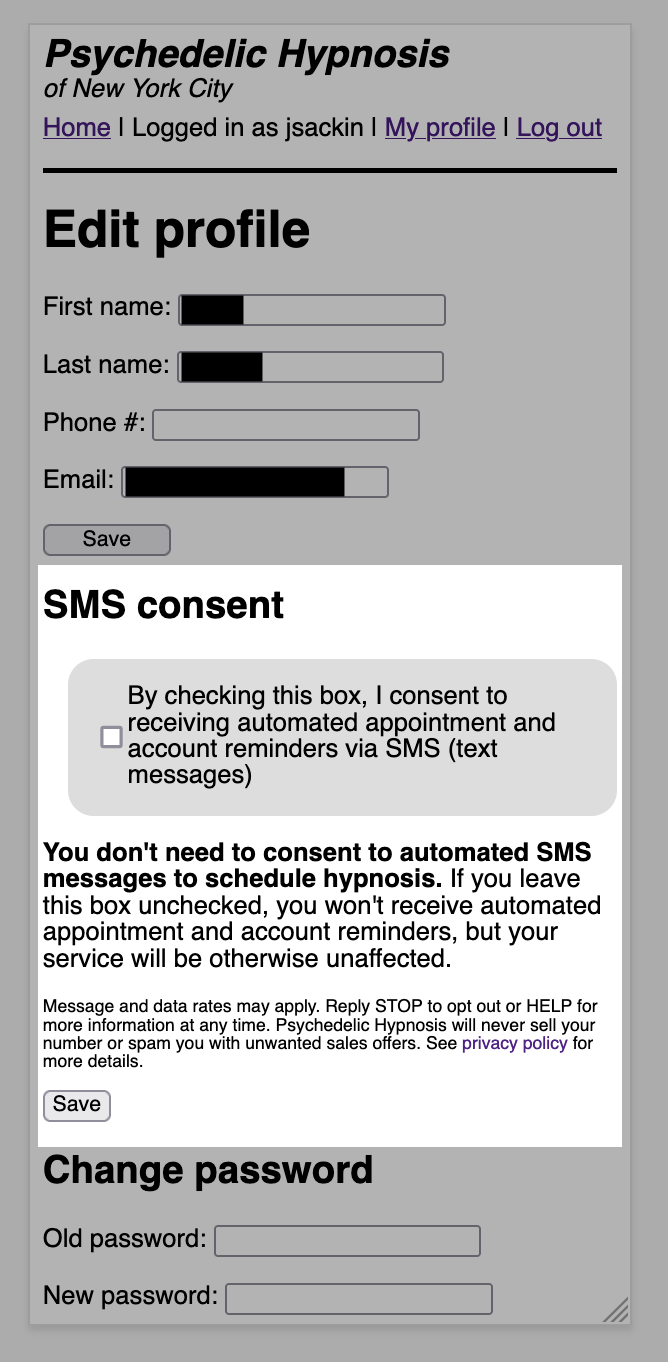 Psychedelic Hypnosis
of New York City
Home | Logged in as jsackin | My profile | Log out
Edit profile
First name:
Last name:
Phone #:
Email:
Save
SMS consent
By checking this box, I consent to
receiving automated appointment and
account reminders via SMS (text
messages)
You don't need to consent to automated SMS
messages to schedule hypnosis. If you leave
this box unchecked, you won't receive automated
appointment and account reminders, but your
service will be otherwise unaffected.
Message and data rates may apply. Reply STOP to opt out or HELP for
more information at any time. Psychedelic Hypnosis will never sell your
number or spam you with unwanted sales offers. See privacy policy for
more details.
Save
Change password
Old password:
New password: